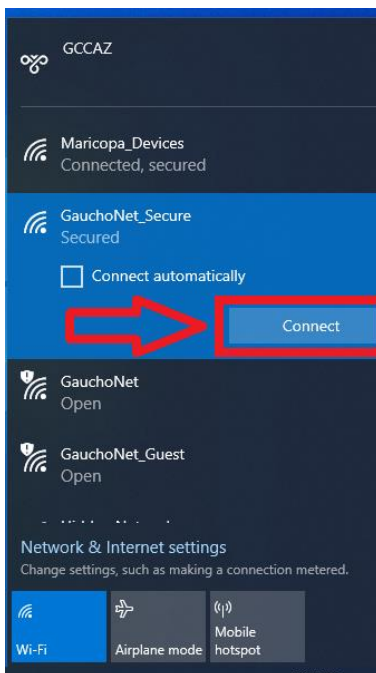 GCCAZ
Maricopa_Devices
Connected, secured
GauchoNet_Secure
Secured
Connect automatically
Connect
GauchoNet
Open
GauchoNet_Guest
Open
Network & Internet settings
Change settings, such as making a connection metered.
Wi-Fi
Airplane mode
Mobile
hotspot